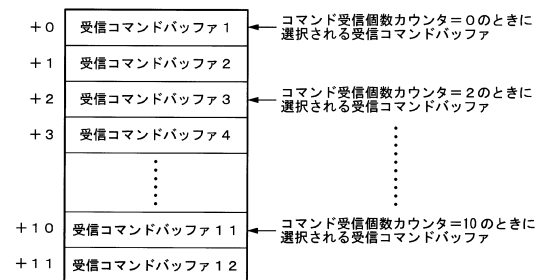 +0 受信コマンドバッファ1
コマンド受信個数カウンタ=0のときに
選択される受信コマンドバッファ
+1 受信コマンドバッファ2
+2 受信コマンドバッファ3
コマンド受信個数カウンタ=2のときに
選択される受信コマンドバッファ
+3 受信コマンドバッファ4
+10 受信コマンドバッファ11
コマンド受信個数カウンタ=10のときに
選択される受信コマンドバッファ
+11 受信コマンドバッファ12